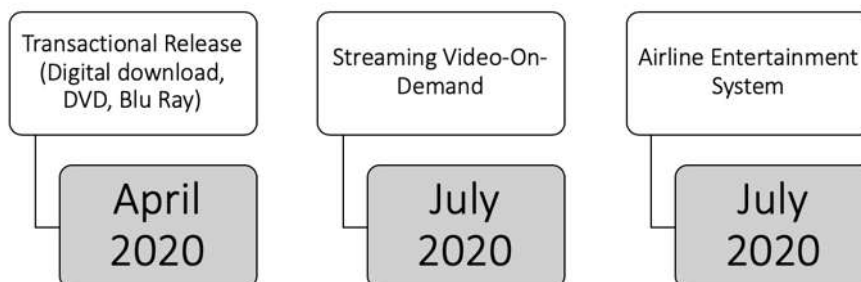 Transactional Release
(Digital download,
DVD, Blu Ray)
April
2020
Streaming Video-On-
Demand
July
2020
Airline Entertainment
System
July
2020